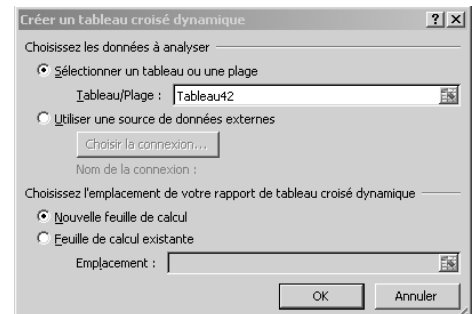 Créer un tableau croisé dynamique
Choisissez les données à analyser
Sélectionner un tableau ou une plage
Tableau/Plage : Tableau42
Utiliser une source de données externes
Choisir la connexion...
Nom de la connexion :
Choisissez l'emplacement de votre rapport de tableau croisé dynamique
Nouvelle feuille de calcul
Feuille de calcul existante
Emplacement :
OK Annuler